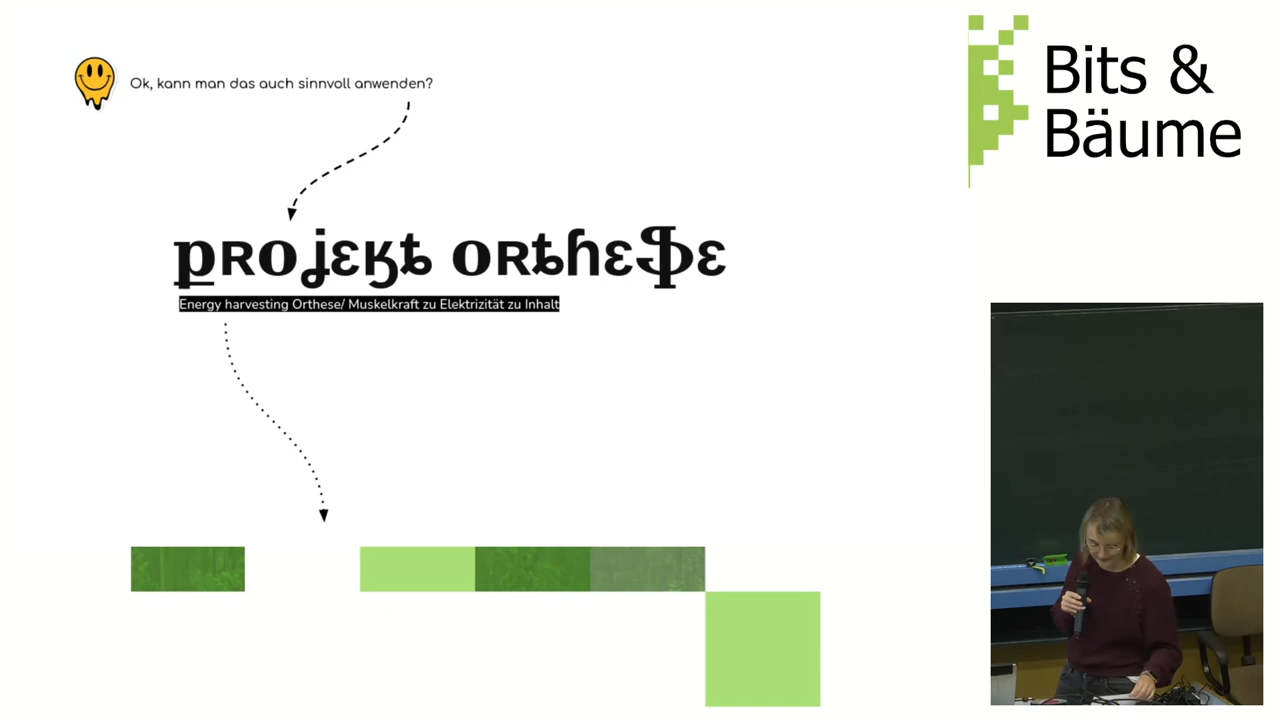 Ok, kann man das auch sinnvoll anwenden?
Bits &
Bäume
PROJEKT ORTHESE
Energy harvesting Orthese/ Muskelkraft zu Elektrizität zu Inhalt